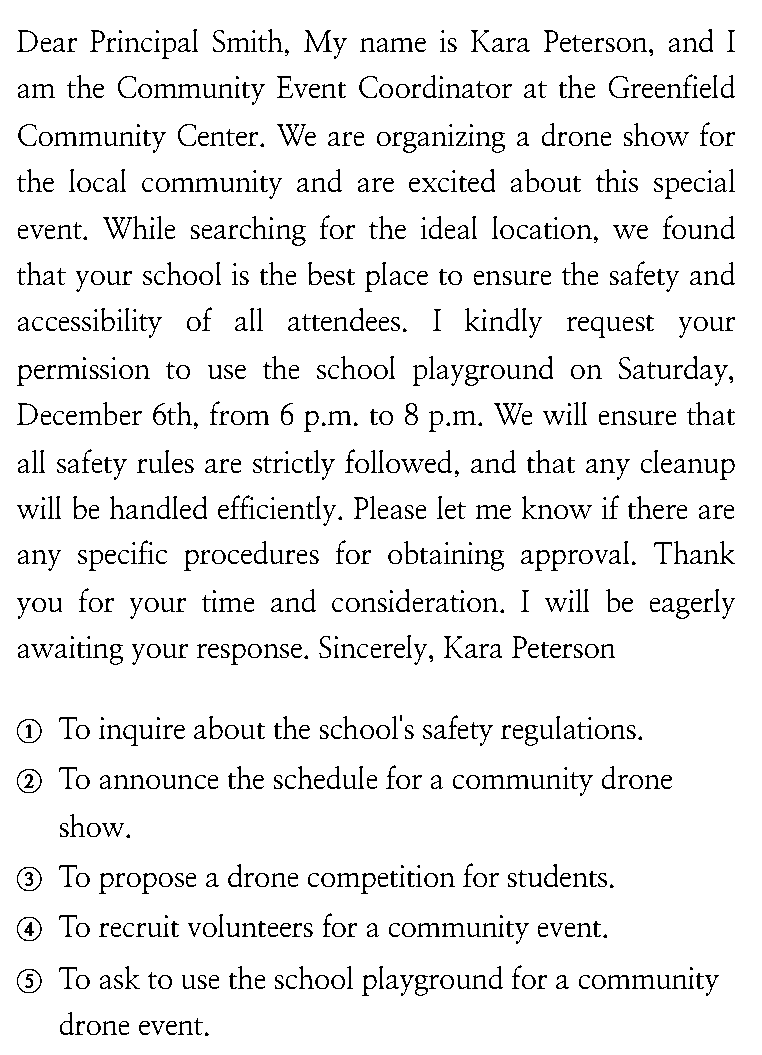 Dear Principal Smith, My name is Kara Peterson, and I
am the Community Event Coordinator at the Greenfield
Community Center. We are organizing a drone show for
the local community and are excited about this special
event. While searching for the ideal location, we found
that your school is the best place to ensure the safety and
accessibility of all attendees. I kindly request your
permission to use the school playground on Saturday,
December 6th, from 6 p.m. to 8 p.m. We will ensure that
all safety rules are strictly followed, and that any cleanup
will be handled efficiently. Please let me know if there are
any specific procedures for obtaining approval. Thank
you for your time and consideration. I will be eagerly
awaiting your response. Sincerely, Kara Peterson
① To inquire about the school's safety regulations.
② To announce the schedule for a community drone
show.
③ To propose a drone competition for students.
④ To recruit volunteers for a community event.
⑤ To ask to use the school playground for a community
drone event.